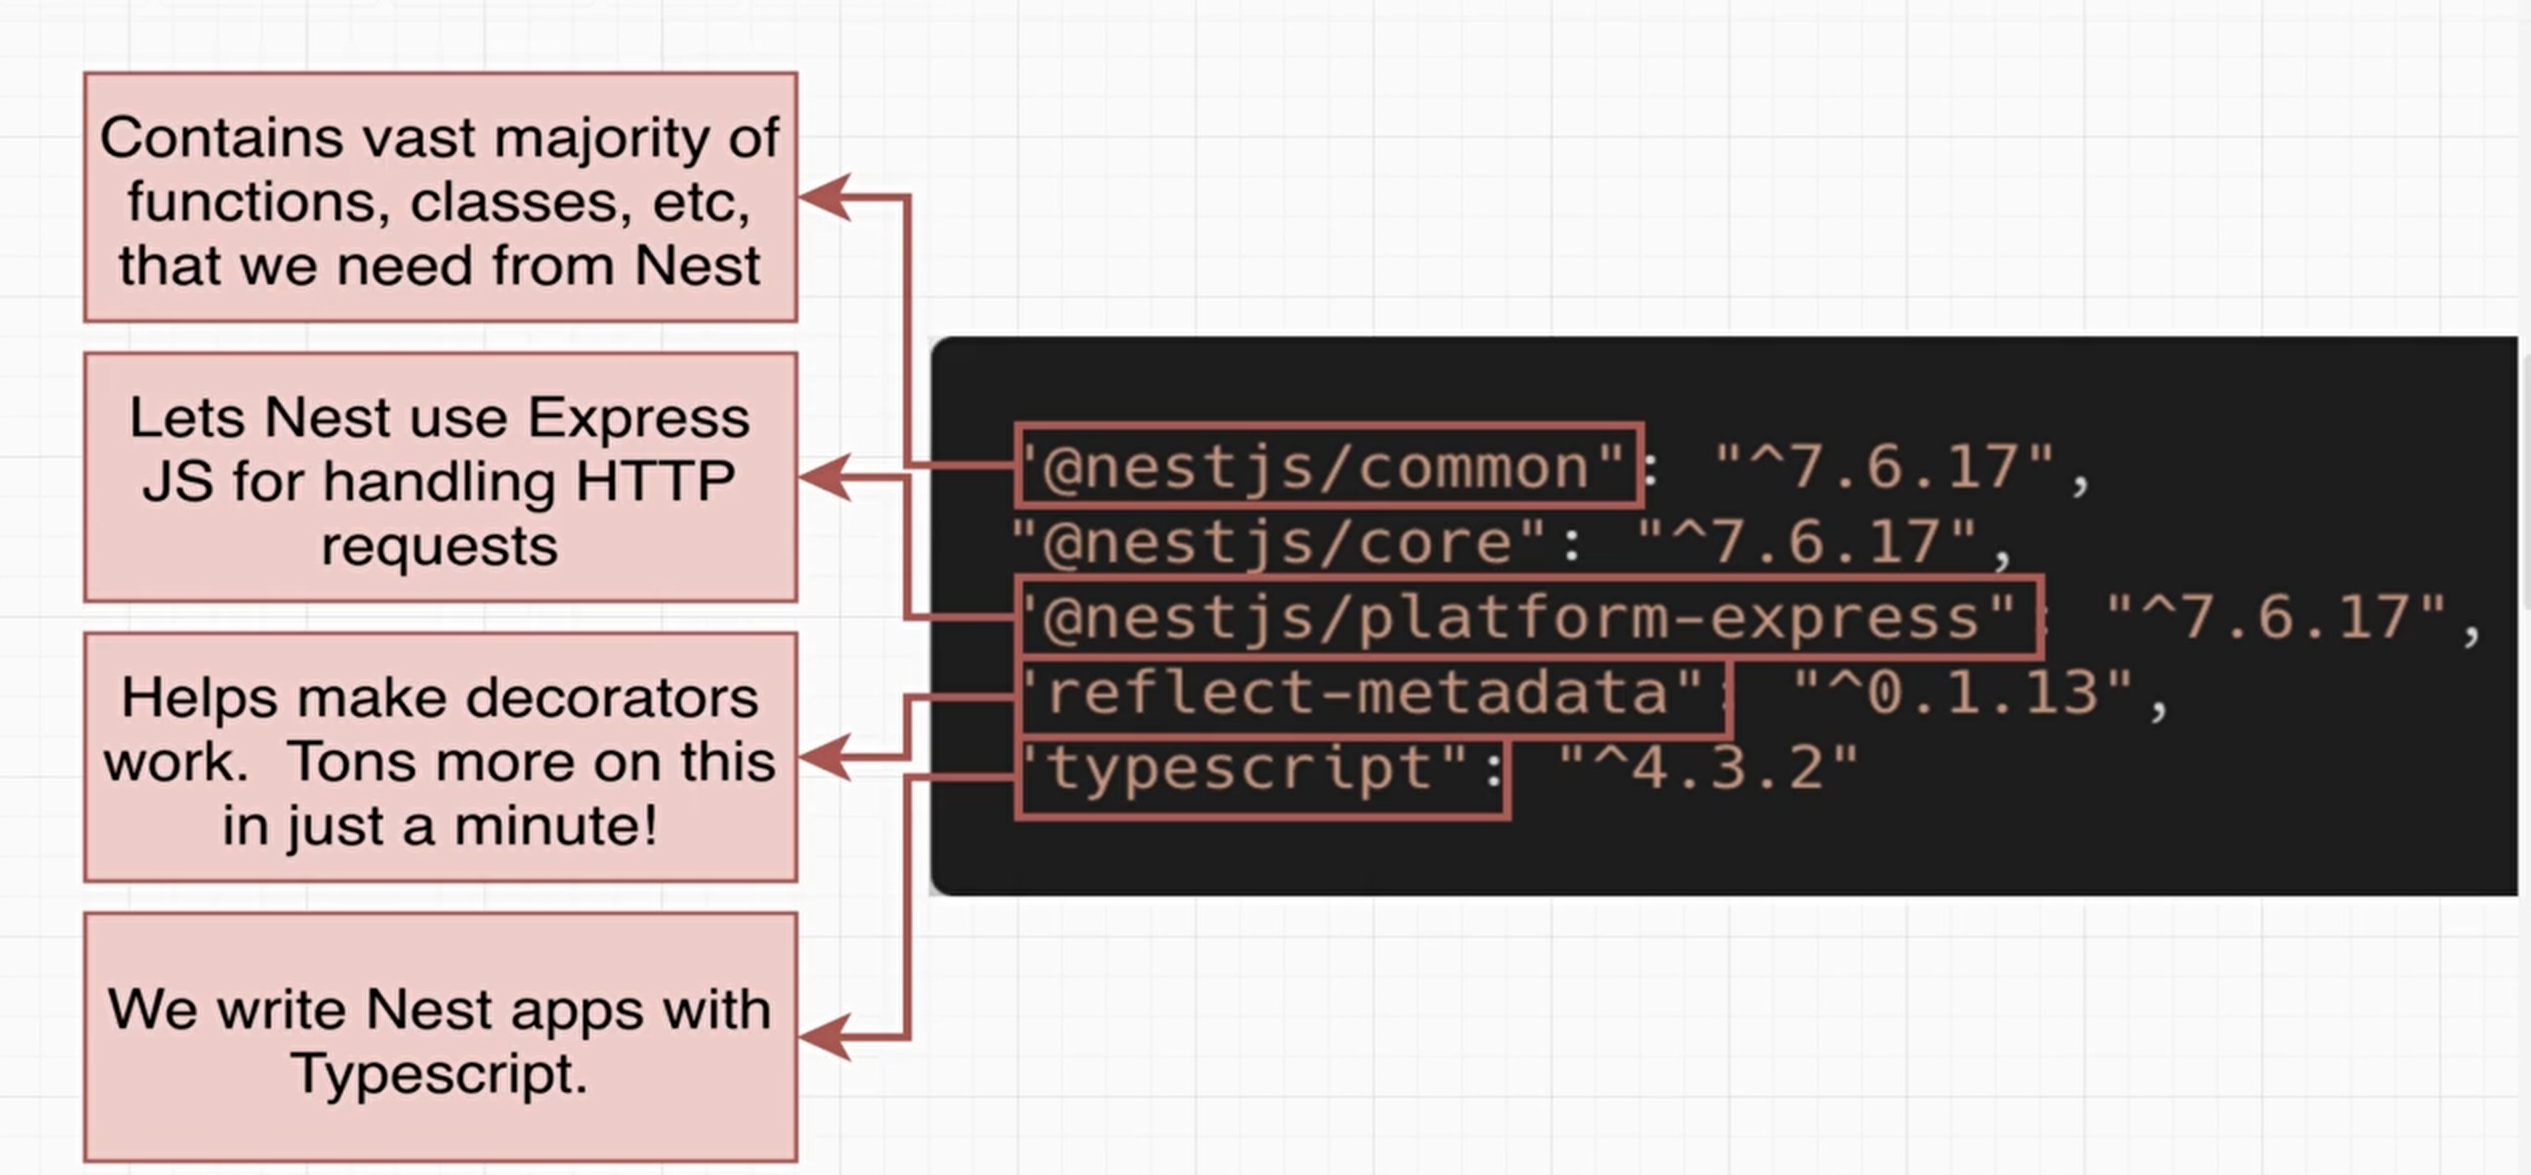 Contains vast majority of
functions, classes, etc,
that we need from Nest
Lets Nest use Express
JS for handling HTTP
requests
Helps make decorators
work.  Tons more on this
in just a minute!
We write Nest apps with
Typescript.
'@nestjs/common": "^7.6.17",
"@nestjs/core": "^7.6.17",
'@nestjs/platform-express": "^7.6.17",
'reflect-metadata": "^0.1.13",
'typescript": "^4.3.2"